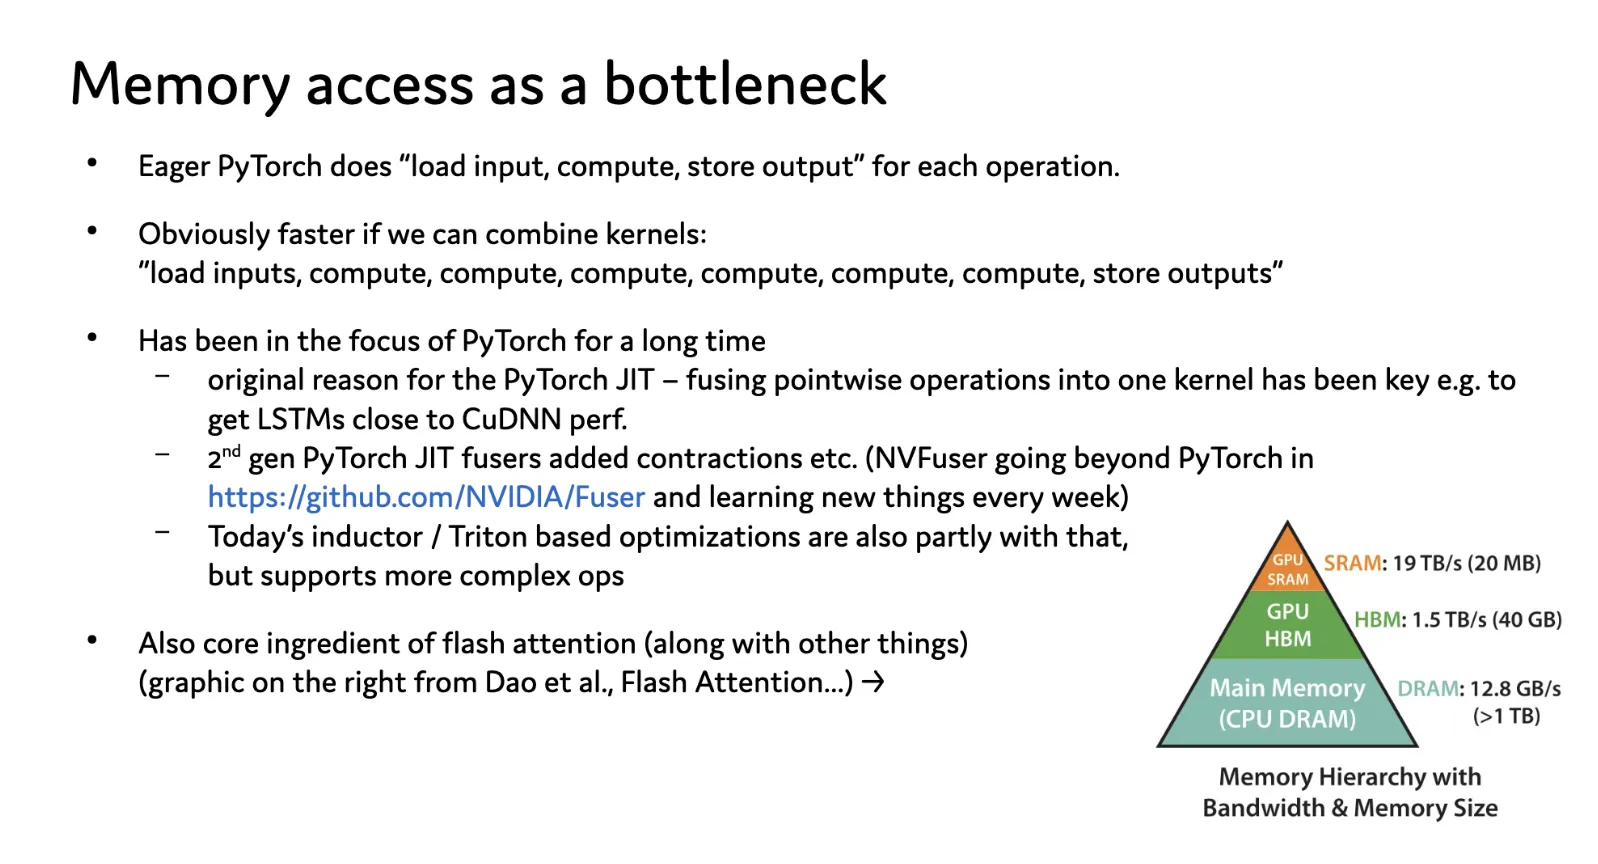 Memory access as a bottleneck
• Eager PyTorch does “load input, compute, store output” for each operation.
• Obviously faster if we can combine kernels:
”load inputs, compute, compute, compute, compute, compute, compute, store outputs”
• Has been in the focus of PyTorch for a long time
– original reason for the PyTorch JIT – fusing pointwise operations into one kernel has been key e.g. to
get LSTMs close to CuDNN perf.
– 2nd gen PyTorch JIT fusers added contractions etc. (NVFuser going beyond PyTorch in
https://github.com/NVIDIA/Fuser and learning new things every week)
– Today’s inductor / Triton based optimizations are also partly with that,
but supports more complex ops
• Also core ingredient of flash attention (along with other things)
(graphic on the right from Dao et al., Flash Attention...) →
GPU
SRAM
SRAM: 19 TB/s (20 MB)
GPU
HBM
HBM: 1.5 TB/s (40 GB)
Main Memory
(CPU DRAM)
DRAM: 12.8 GB/s
(>1 TB)
Memory Hierarchy with
Bandwidth & Memory Size